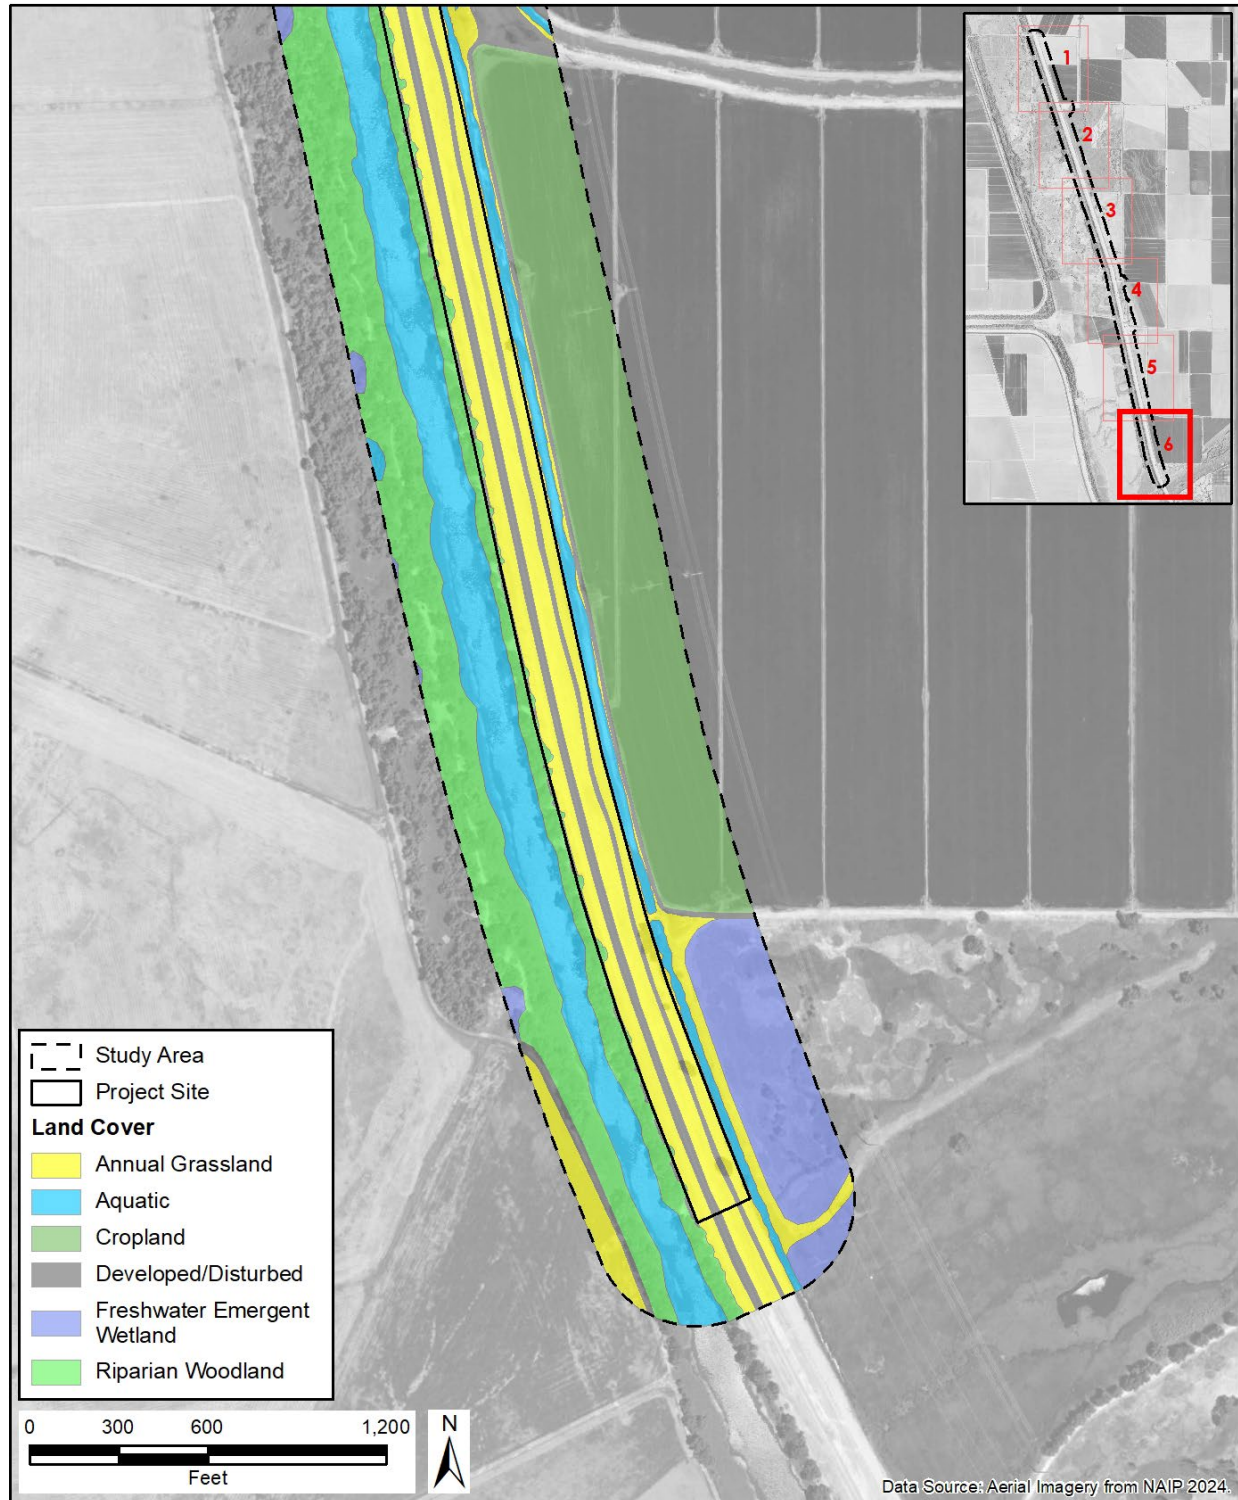 1
2
3
4
5
6
Study Area
Project Site
Land Cover
Annual Grassland
Aquatic
Cropland
Developed/Disturbed
Freshwater Emergent
Wetland
Riparian Woodland
0 300 600 1,200
Feet
N
Data Source: Aerial Imagery from NAIP 2024.